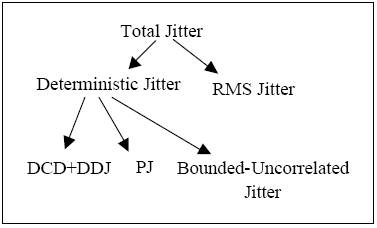 Total Jitter
Deterministic Jitter
RMS Jitter
DCD+DDJ
PJ
Bounded-Uncorrelated
Jitter